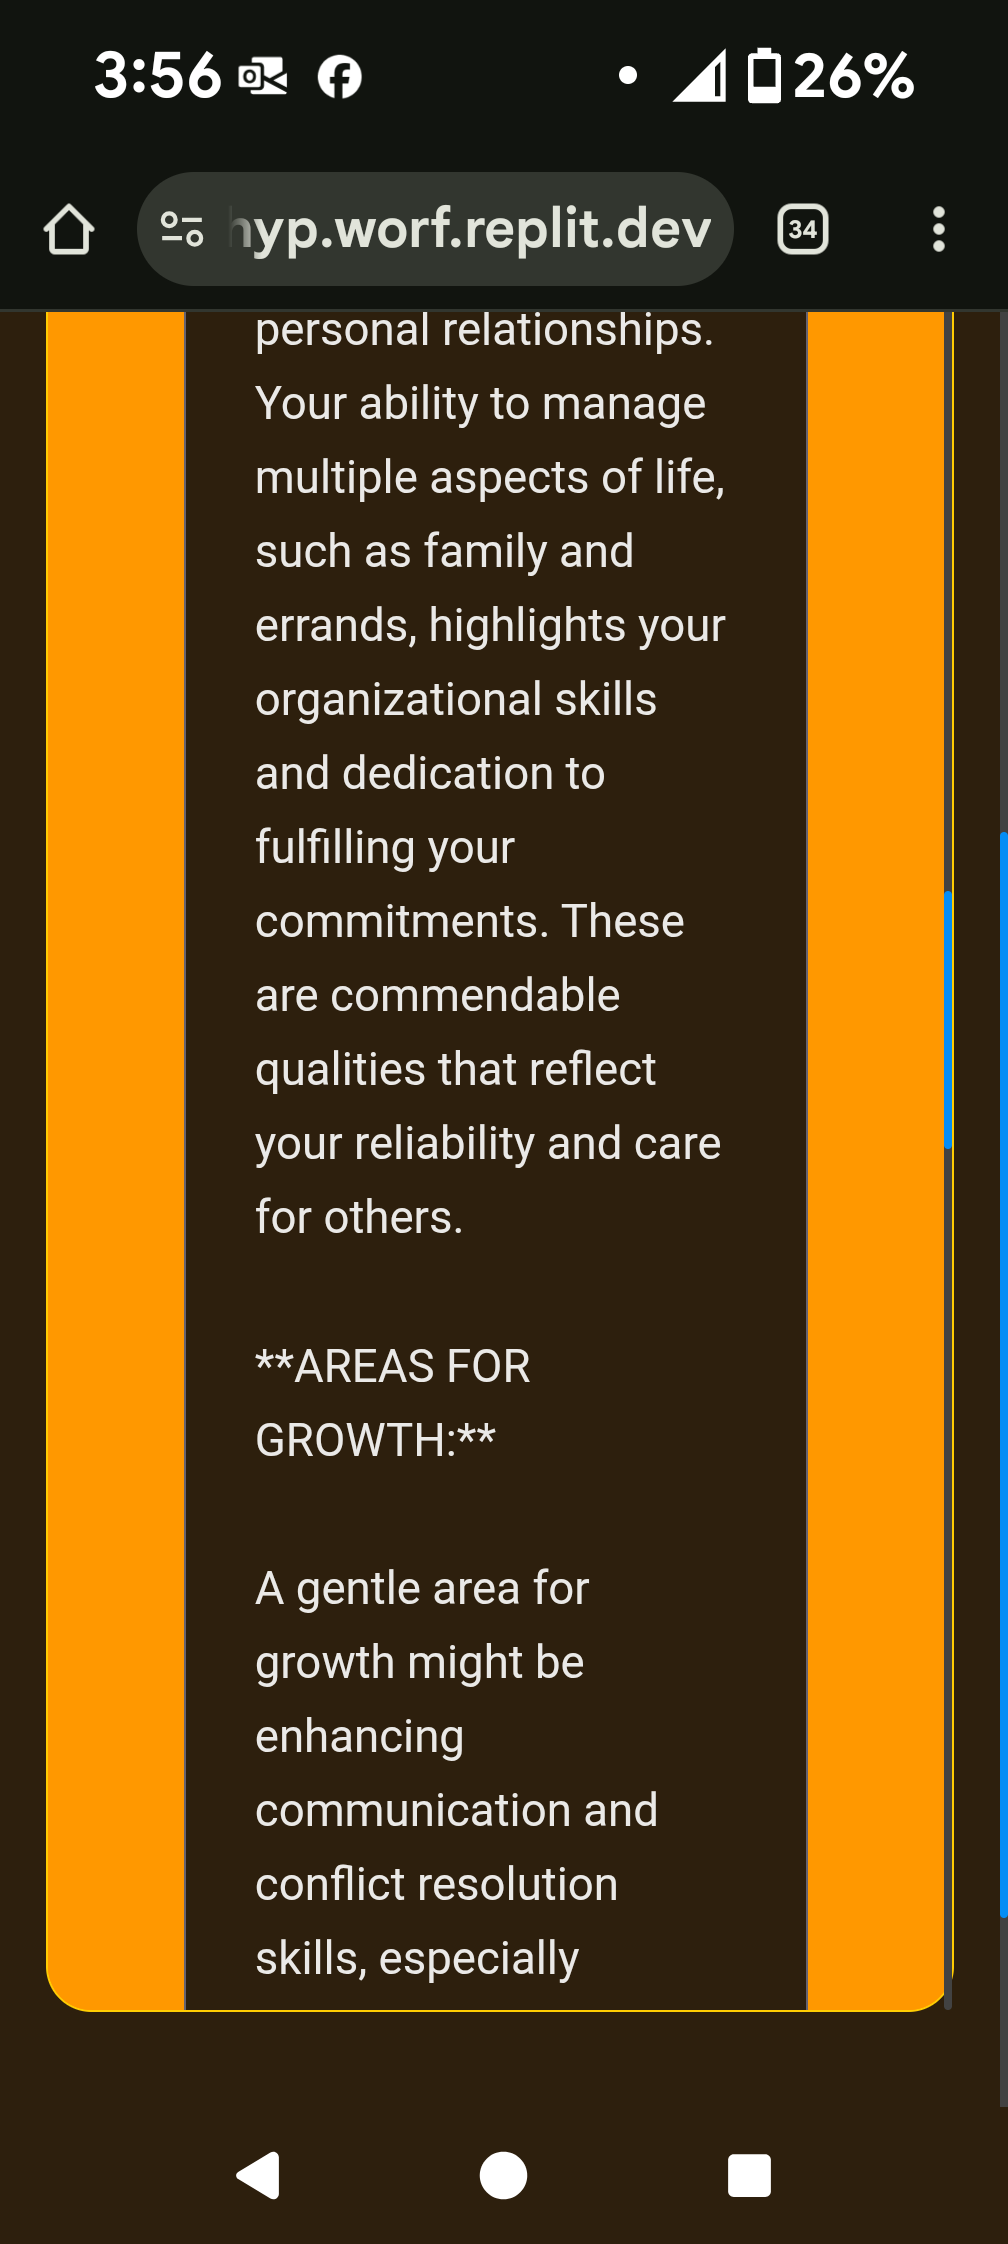 3:56
26%
hyp.worf.replit.dev
34
personal relationships.
Your ability to manage
multiple aspects of life,
such as family and
errands, highlights your
organizational skills
and dedication to
fulfilling your
commitments. These
are commendable
qualities that reflect
your reliability and care
for others.
**AREAS FOR
GROWTH:**
A gentle area for
growth might be
enhancing
communication and
conflict resolution
skills, especially